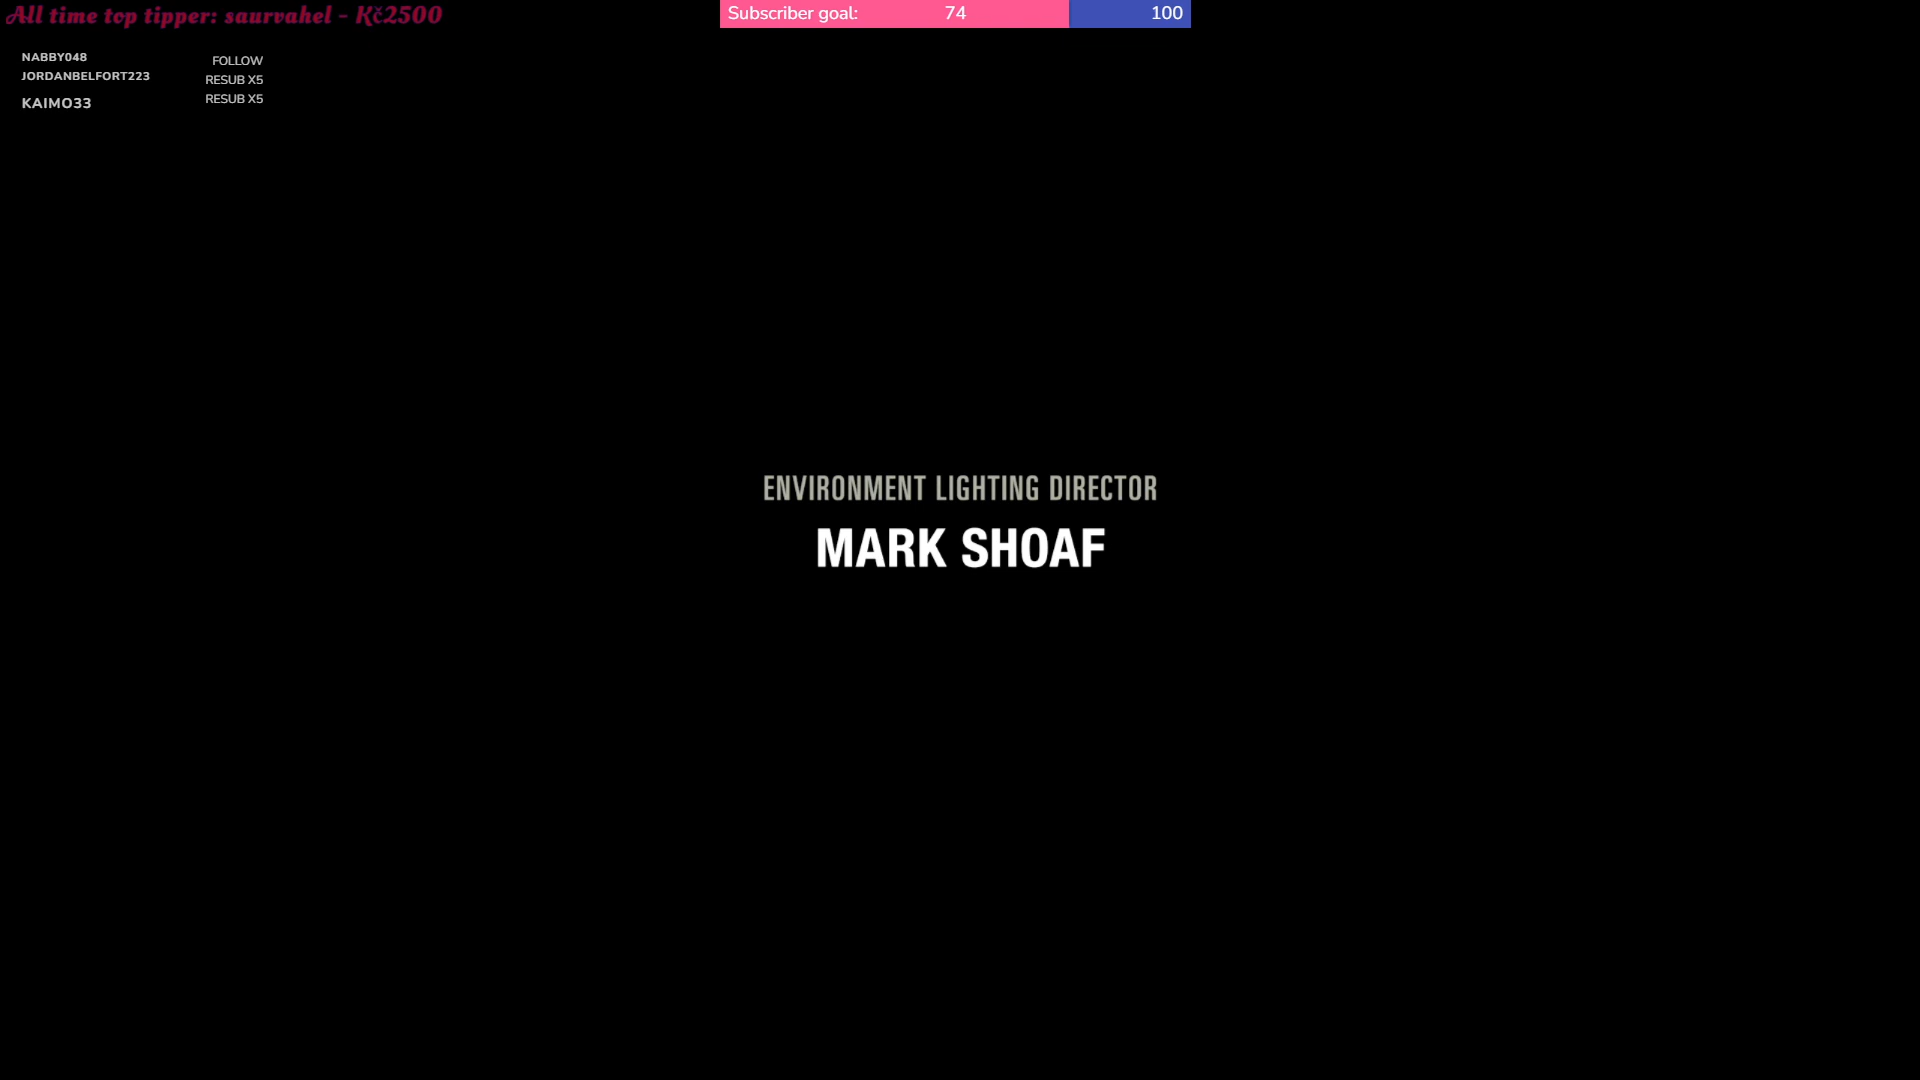 All time top tipper: saurvahel - Kč2500
Subscriber goal: 74 100
NABBY048 FOLLOW
JORDANBELFORT223 RESUB X5
KAIMO33 RESUB X5
ENVIRONMENT LIGHTING DIRECTOR
MARK SHOAF